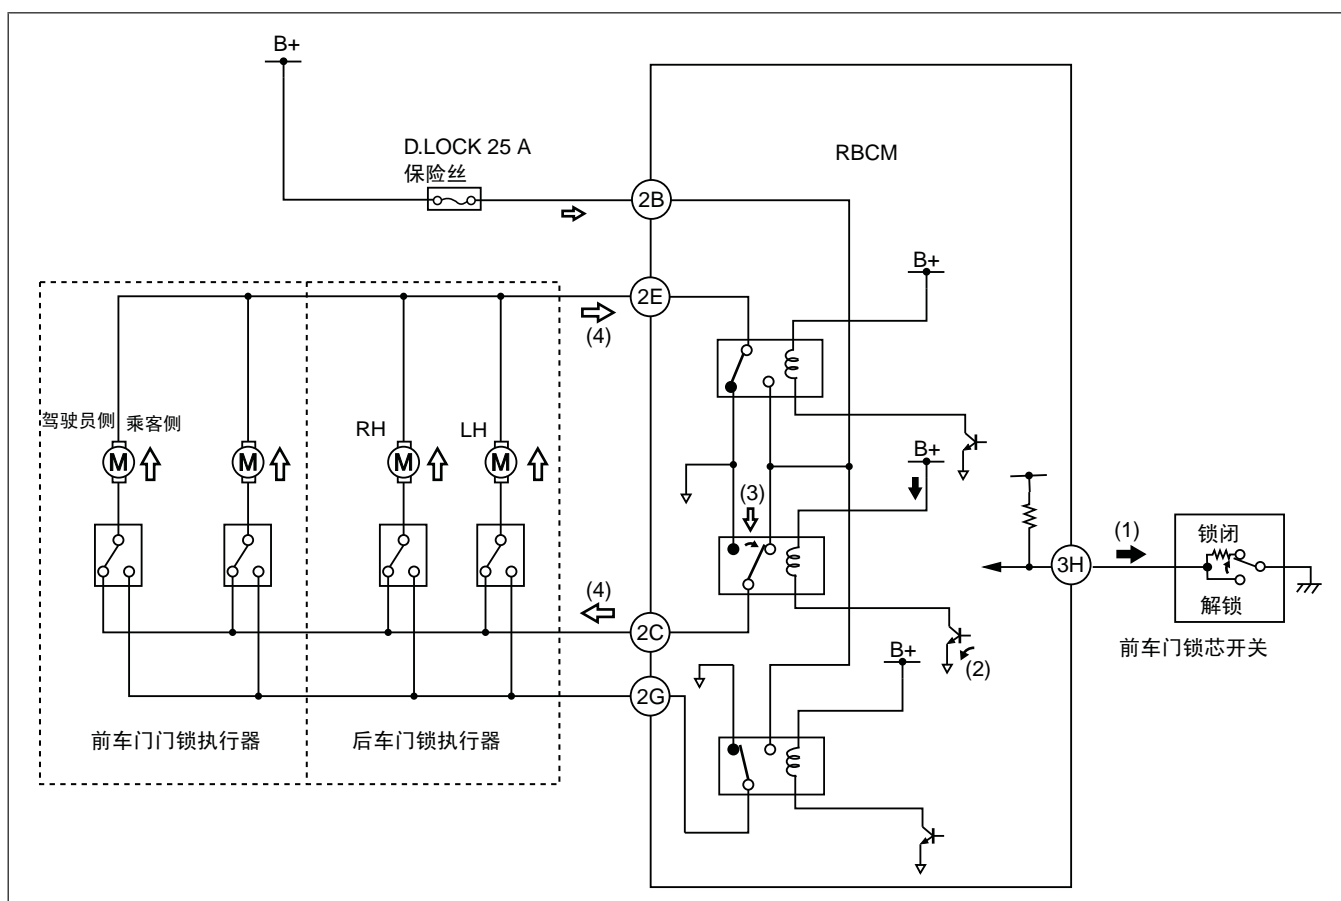 B+
D.LOCK 25 A
保险丝
RBCM
2B
B+
2E
(4)
驾驶员侧
乘客侧
RH
LH
M
M
M
M
B+
(3)
(1)
锁闭
3H
解锁
(4)
2C
前车门锁芯开关
B+
(2)
2G
前车门门锁执行器
后车门锁执行器